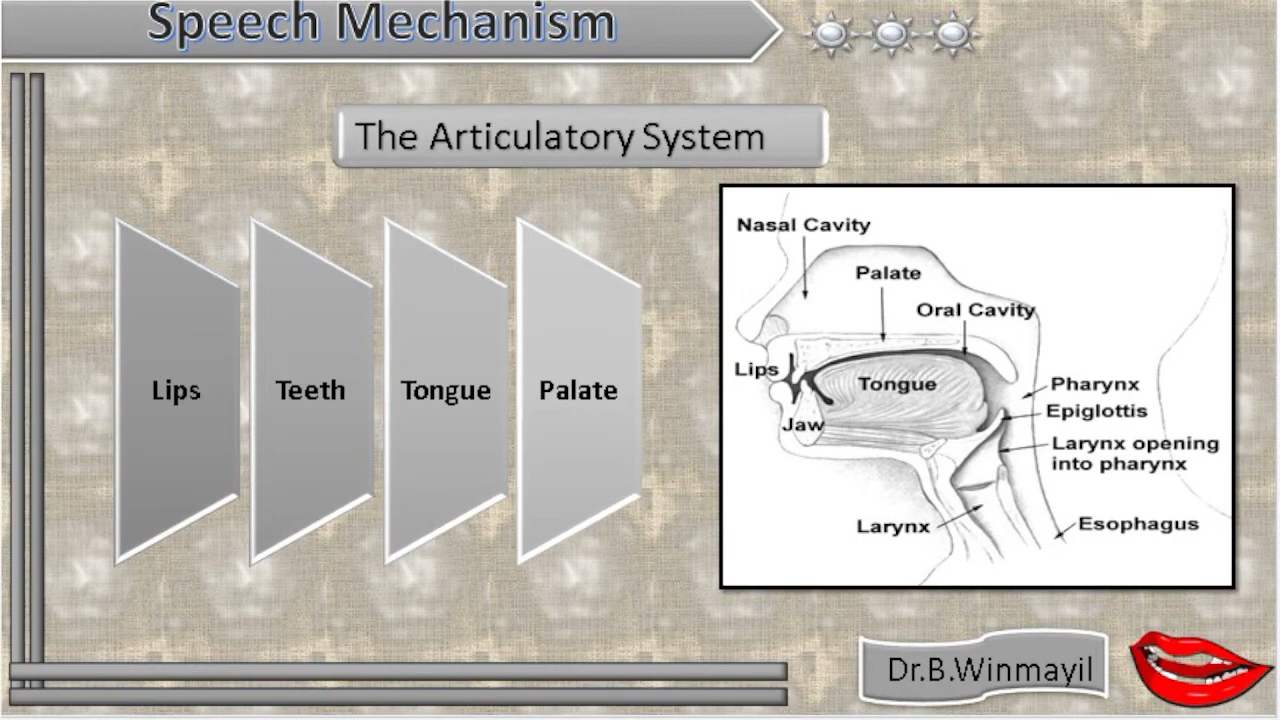 Speech Mechanism
The Articulatory System
Lips
Teeth
Tongue
Palate
Nasal Cavity
Palate
Oral Cavity
Lips
Tongue
Jaw
Pharynx
Epiglottis
Larynx opening
into pharynx
Larynx
Esophagus
Dr.B.Winmayil